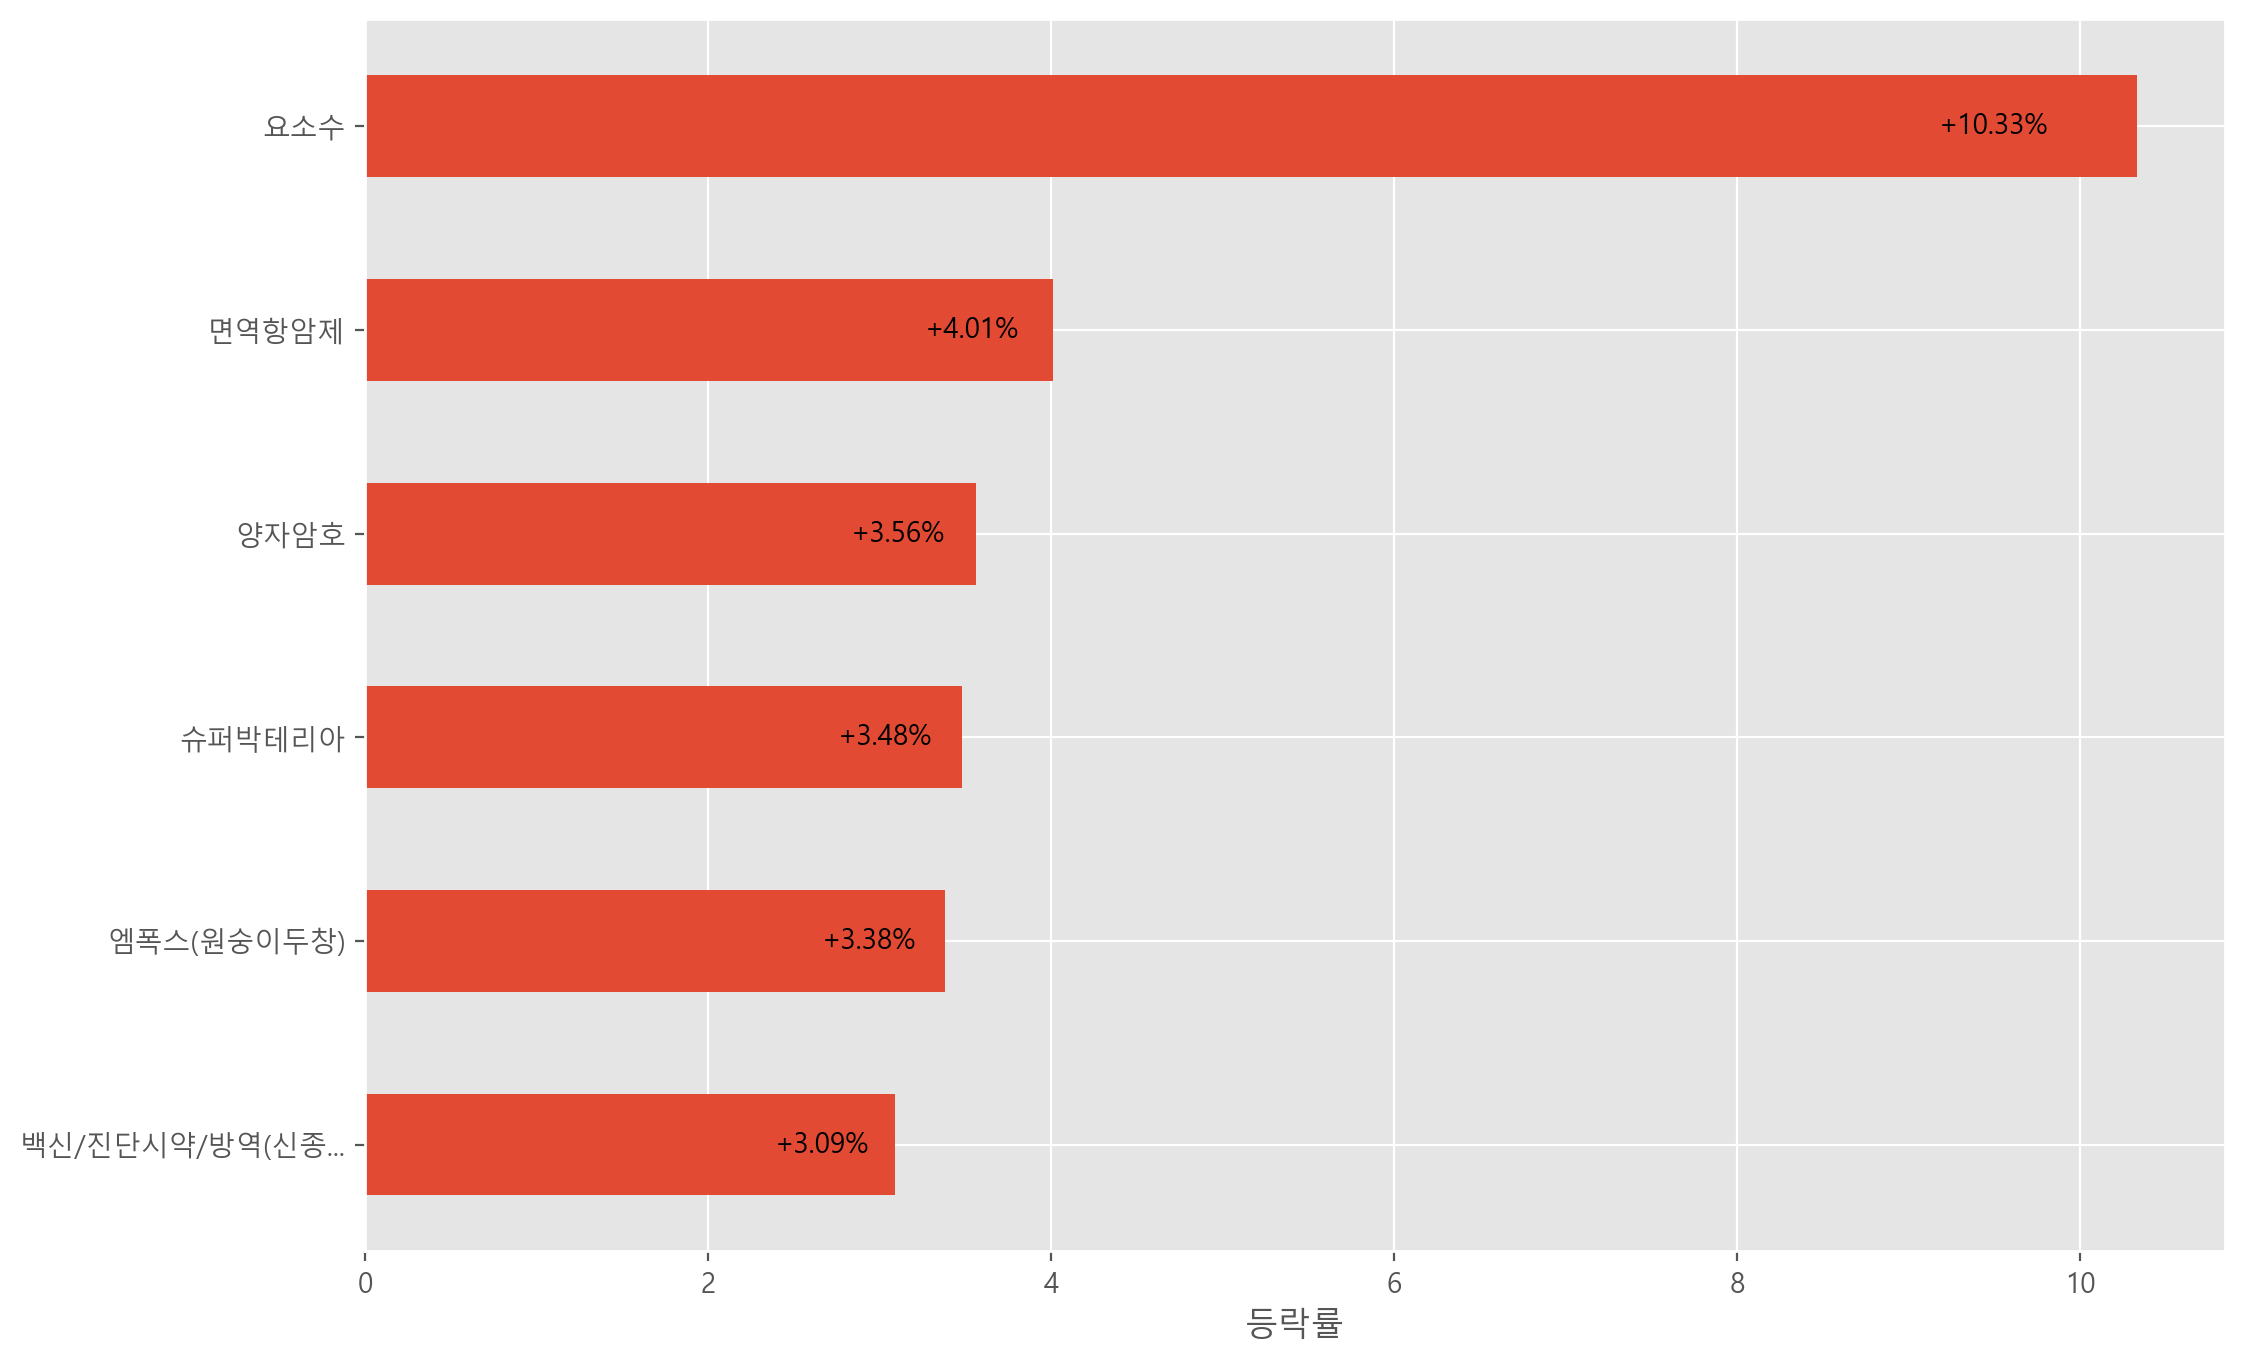 요소수
+10.33%
면역항암제
+4.01%
양자암호
+3.56%
슈퍼박테리아
+3.48%
엠폭스(원숭이두창)
+3.38%
백신/진단시약/방역(신종...
+3.09%
0 2 4 6 8 10
등락률